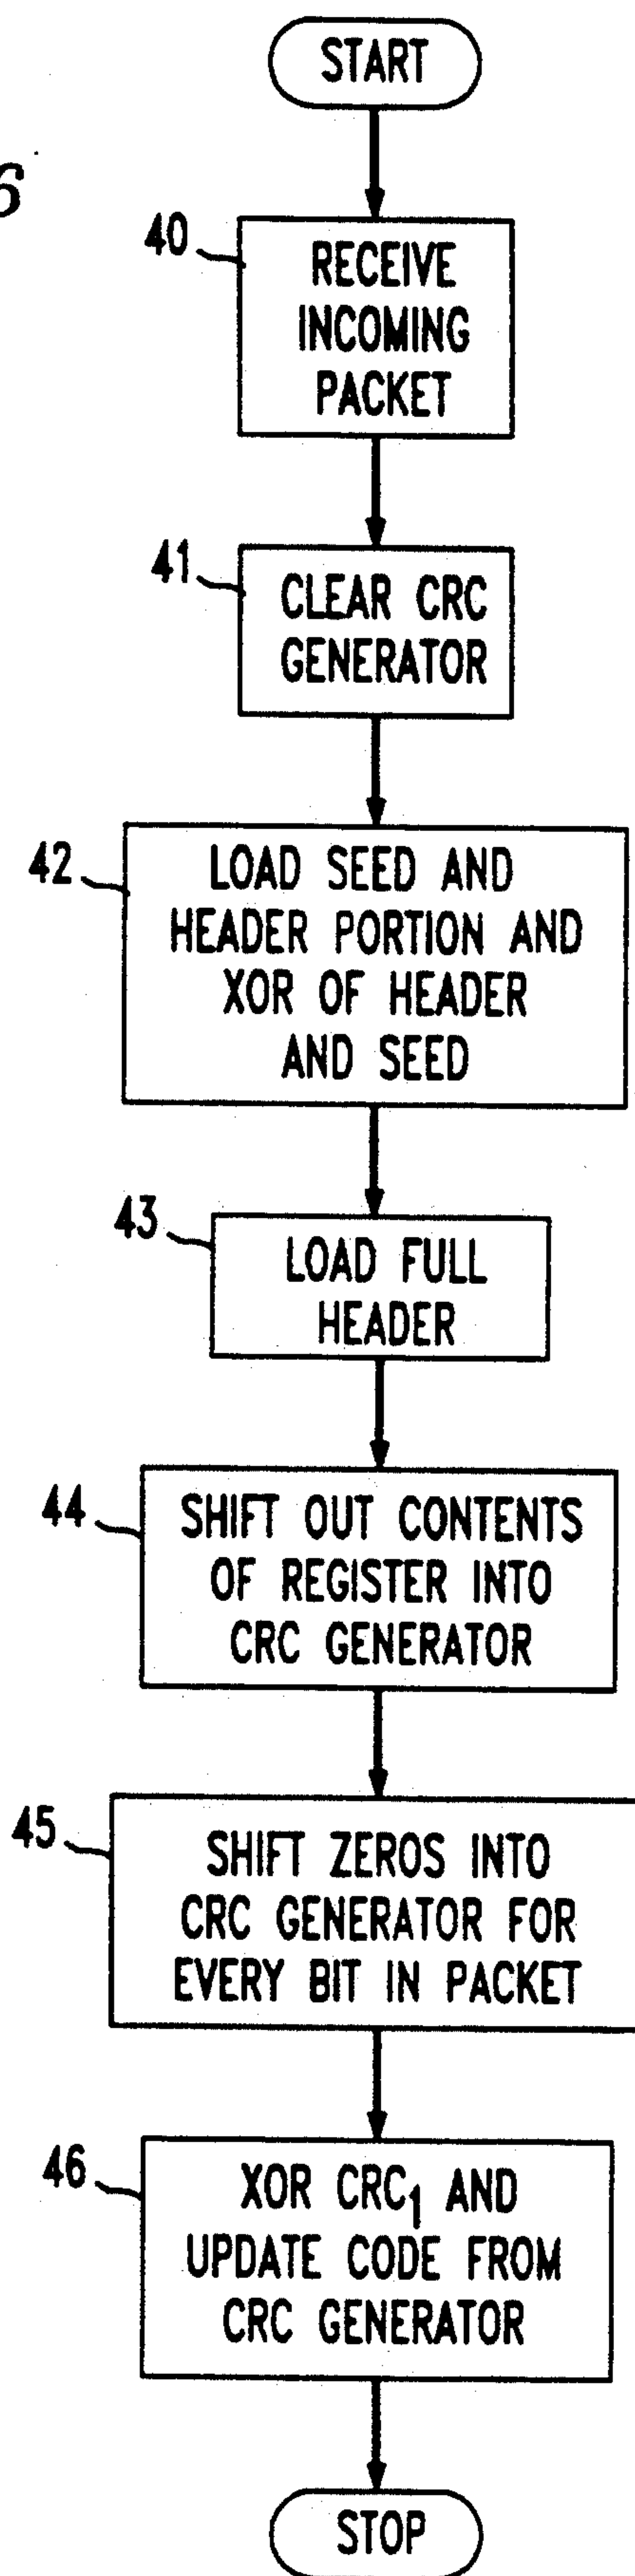 START
6
40
RECEIVE
INCOMING
PACKET
41
CLEAR CRC
GENERATOR
42
LOAD SEED AND
HEADER PORTION AND
XOR OF HEADER
AND SEED
43
LOAD FULL
HEADER
44
SHIFT OUT CONTENTS
OF REGISTER INTO
CRC GENERATOR
45
SHIFT ZEROS INTO
CRC GENERATOR FOR
EVERY BIT IN PACKET
46
XOR CRC₁ AND
UPDATE CODE FROM
CRC GENERATOR
STOP